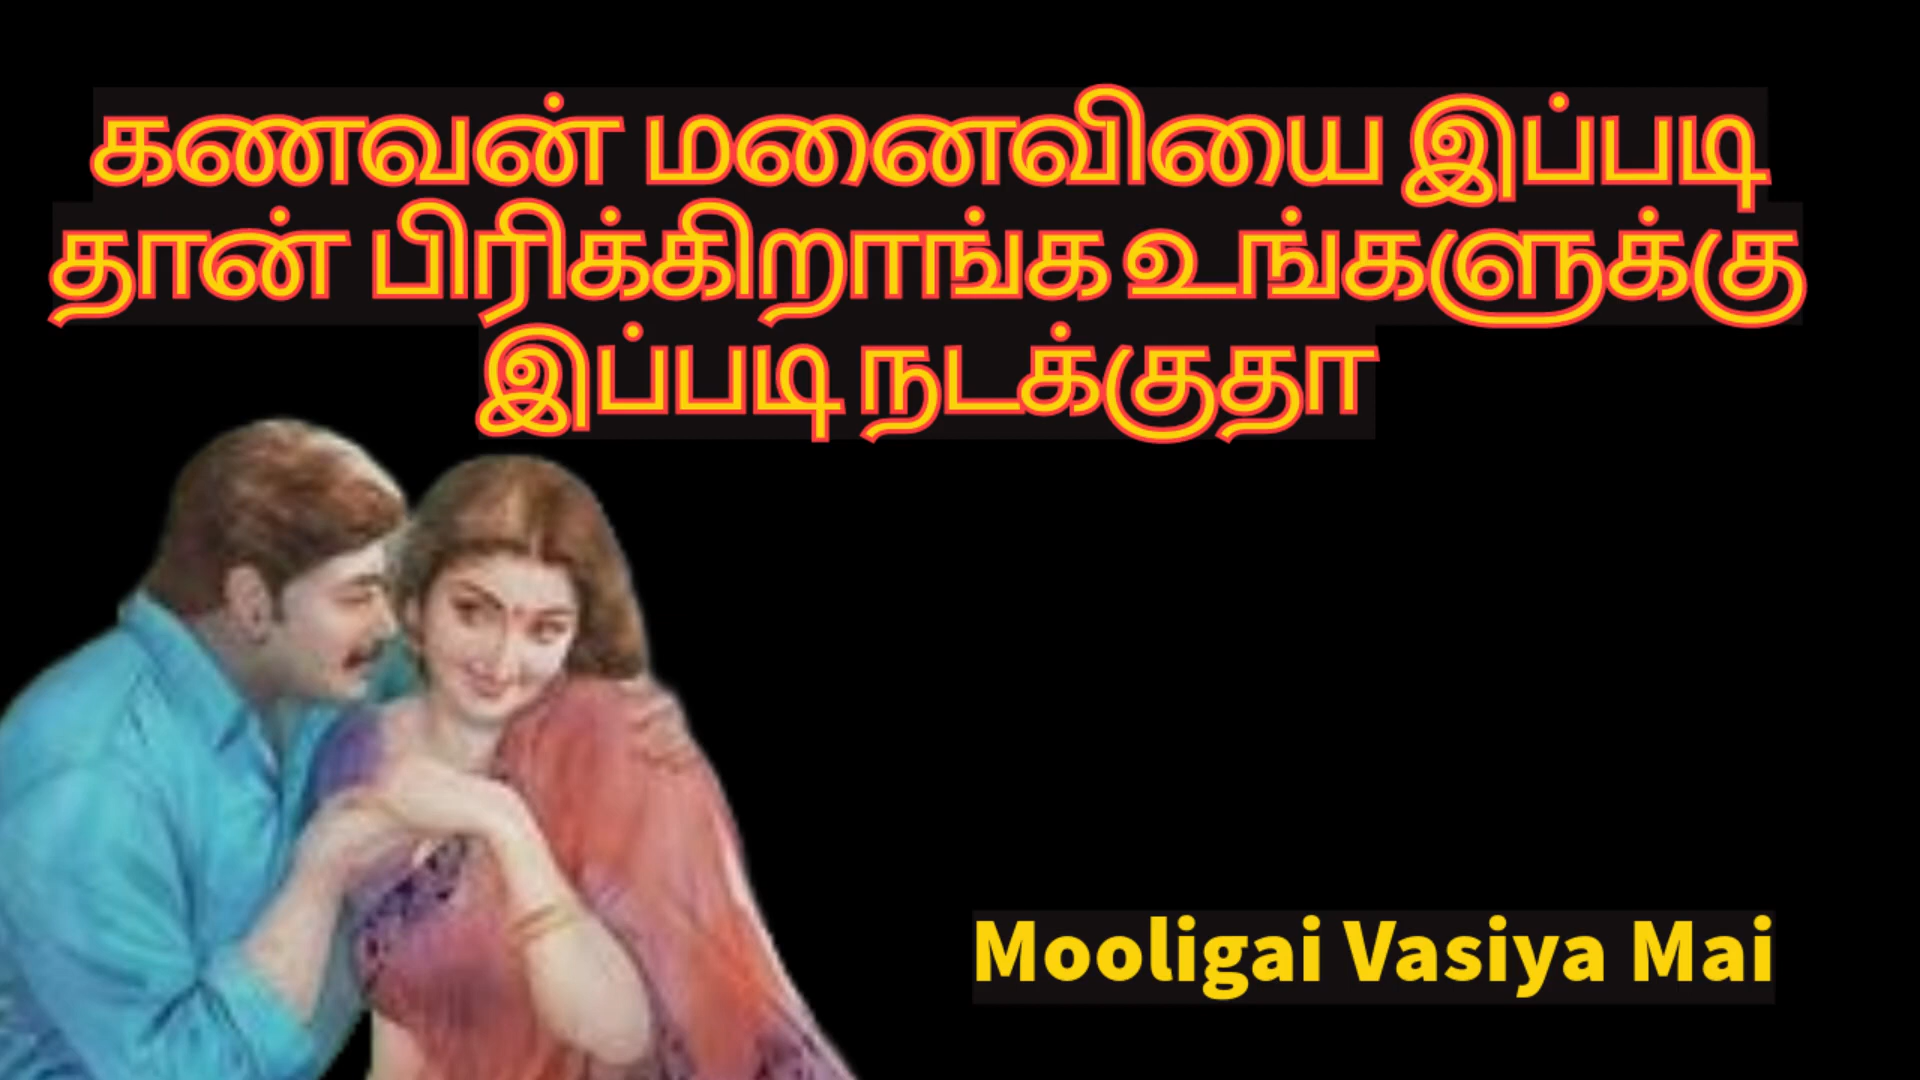 கணவன் மனைவியை இப்படி
தான் பிரிக்கிறாங்க உங்களுக்கு
இப்படி நடக்குதா
Mooligai Vasiya Mai